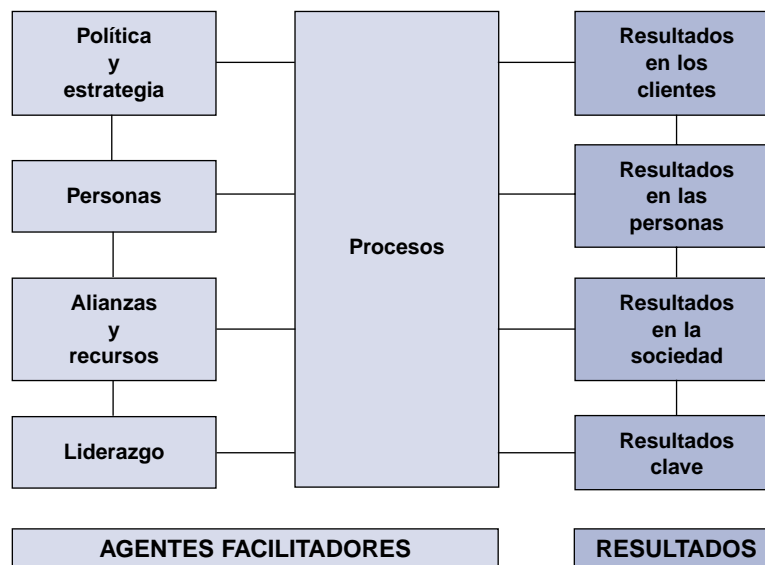 Política
y
estrategia
Personas
Alianzas
y
recursos
Liderazgo
Procesos
Resultados
en los
clientes
Resultados
en las
personas
Resultados
en la
sociedad
Resultados
clave
AGENTES FACILITADORES
RESULTADOS